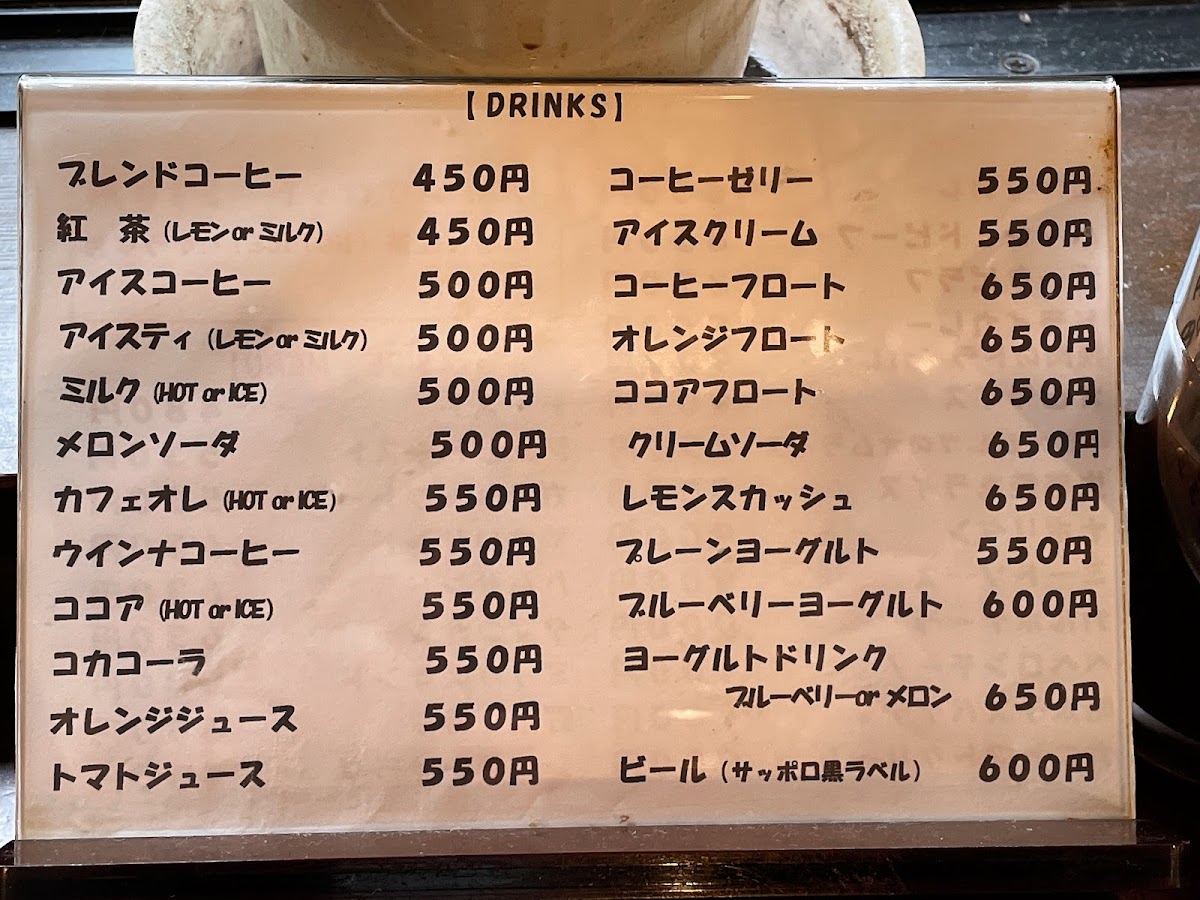 【DRINKS】
ブレンドコーヒー 450円
紅 茶 (レモン or ミルク) 450円
アイスコーヒー 500円
アイスティ (レモン or ミルク) 500円
ミルク (HOT or ICE) 500円
メロンソーダ 500円
カフェオレ (HOT or ICE) 550円
ウインナコーヒー 550円
ココア (HOT or ICE) 550円
コカコーラ 550円
オレンジジュース 550円
トマトジュース 550円
コーヒーゼリー 550円
アイスクリーム 550円
コーヒーフロート 650円
オレンジフロート 650円
ココアフロート 650円
クリームソーダ 650円
レモンスカッシュ 650円
プレーンヨーグルト 550円
ブルーベリーヨーグルト 600円
ヨーグルトドリンク
ブルーベリー or メロン 650円
ビール (サッポロ黒ラベル) 600円